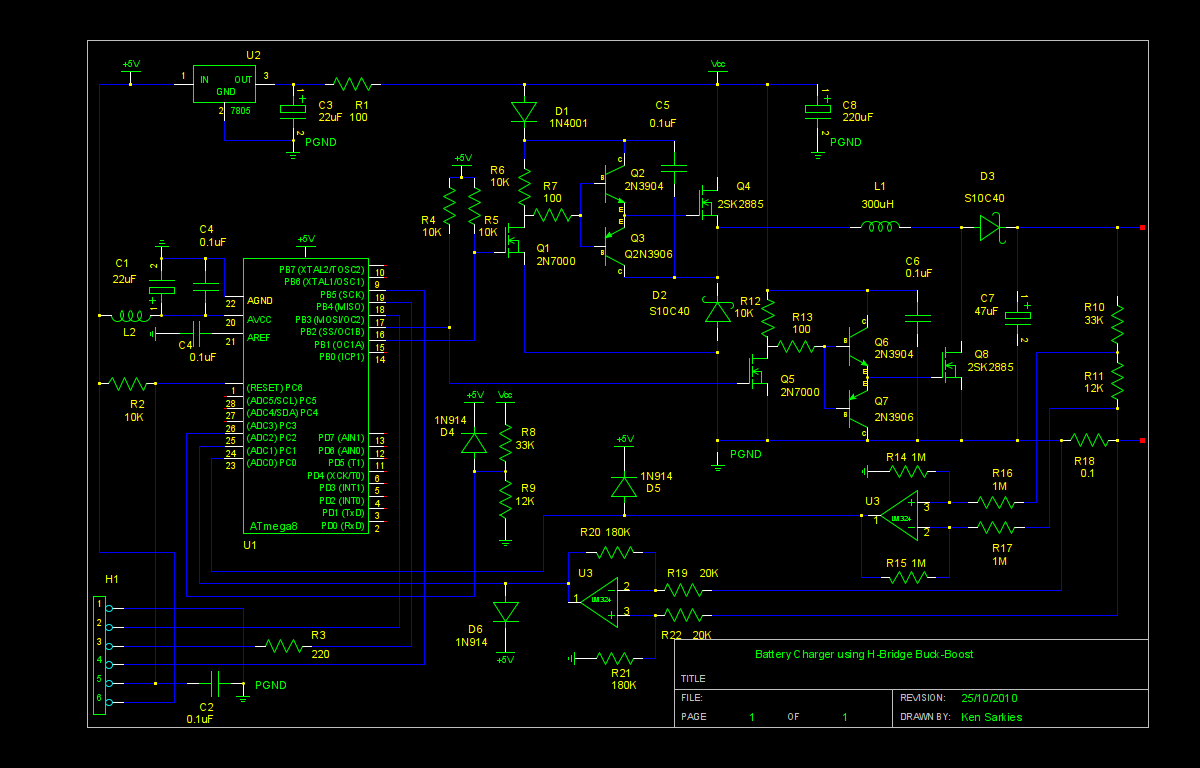 +5V
U2
1
IN
OUT
3
GND
2
7805
1
+
C3
22uF
2
PGND
R1
100
D1
1N4001
C5
0.1uF
Vcc
1
+
C8
220uF
2
PGND
+5V
R6
10K
R7
100
R4
10K
R5
10K
Q1
2N7000
C
B
E
Q2
2N3904
E
B
C
Q3
Q2N3906
Q4
2SK2885
L1
300uH
D3
S10C40
C4
0.1uF
C1
22uF
2
+
1
L2
C4
0.1uF
+5V
22
AGND
20
AVCC
21
AREF
PB7 (XTAL2/TOSC2)
10
PB6 (XTAL1/OSC1)
9
PB5 (SCK)
19
PB4 (MISO)
18
PB3 (MOSI/OC2)
17
PB2 (SS/OC1B)
16
PB1 (OC1A)
15
PB0 (ICP1)
14
R2
10K
1
(RESET) PC6
28
(ADC5/SCL) PC5
27
(ADC4/SDA) PC4
26
(ADC3) PC3
25
(ADC2) PC2
24
(ADC1) PC1
23
(ADC0) PC0
PD7 (AIN1)
13
PD6 (AIN0)
12
PD5 (T1)
11
PD4 (XCK/T0)
6
PD3 (INT1)
5
PD2 (INT0)
4
PD1 (TxD)
3
PD0 (RxD)
2
ATmega8
U1
D2
S10C40
R12
10K
R13
100
Q5
2N7000
C
B
E
Q6
2N3904
E
B
C
Q7
2N3906
C6
0.1uF
Q8
2SK2885
C7
47uF
1
+
2
R10
33K
R11
12K
PGND
R18
0.1
+5V
Vcc
1N914
D4
R8
33K
R9
12K
+5V
1N914
D5
R14 1M
R16
1M
U3
1
LM324
+
3
−
2
R17
1M
R15 1M
R20 180K
U3
1
LM324
−
2
+
3
R19 20K
R22 20K
R21
180K
D6
1N914
+5V
H1
1
2
3
4
5
6
R3
220
C2
0.1uF
PGND
Battery Charger using H-Bridge Buck-Boost
TITLE
FILE:
REVISION: 25/10/2010
PAGE 1 OF 1
DRAWN BY: Ken Sarkies